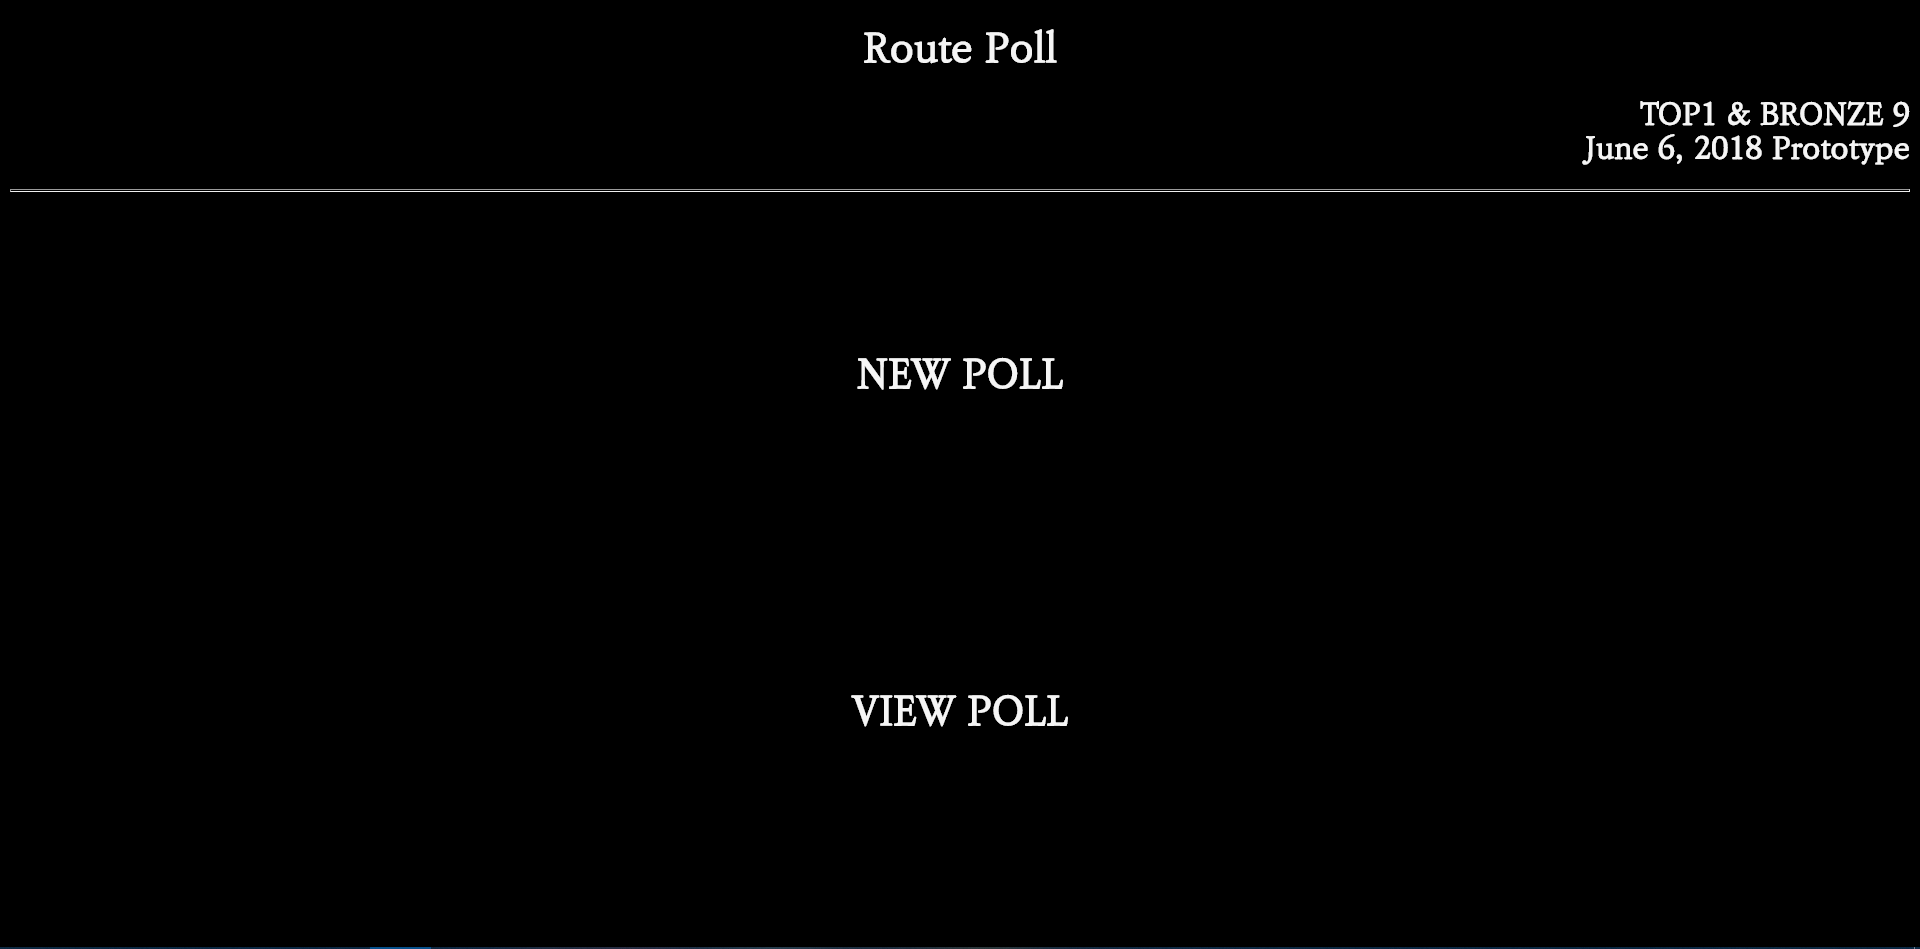 Route Poll
TOP1 & BRONZE 9
June 6, 2018 Prototype
NEW POLL
VIEW POLL